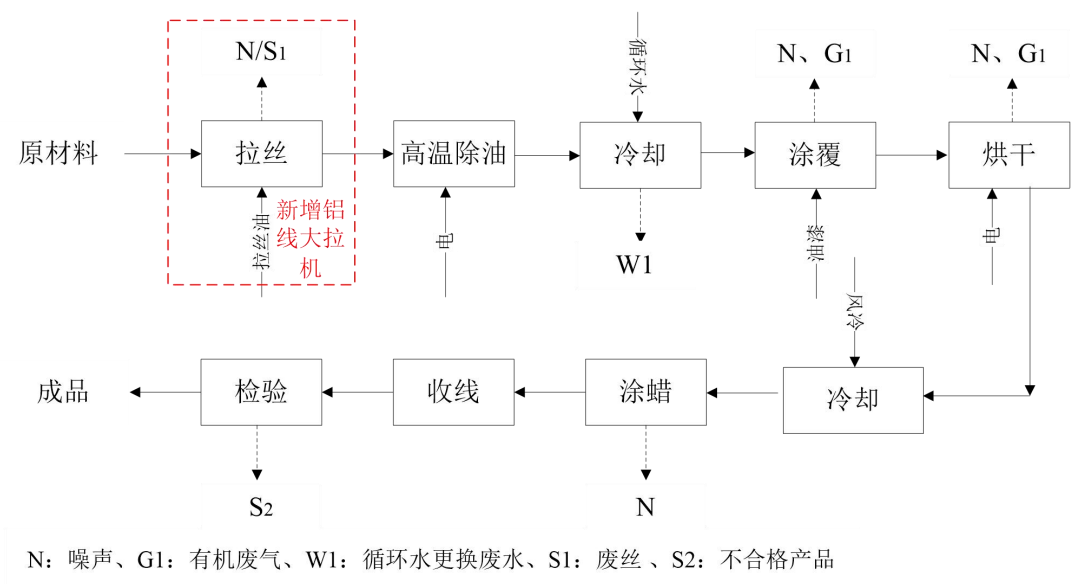 N/S1
循环水
N、G1
N、G1
原材料
拉丝
高温除油
冷却
涂覆
烘干
拉丝油
新增铝
线大拉
机
电
W1
油漆
电
风冷
成品
检验
收线
涂蜡
冷却
S2
N
N：噪声、G1：有机废气、W1：循环水更换废水、S1：废丝 、S2：不合格产品